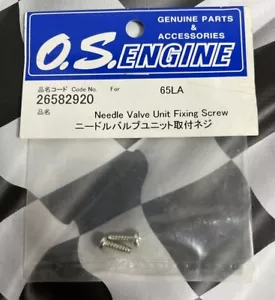 GENUINE PARTS
&
ACCESSORIES
O.S. ENGINE
品名コード Code No. For 65LA
26582920
品名 Needle Valve Unit Fixing Screw
ニードルバルブユニット取付ネジ